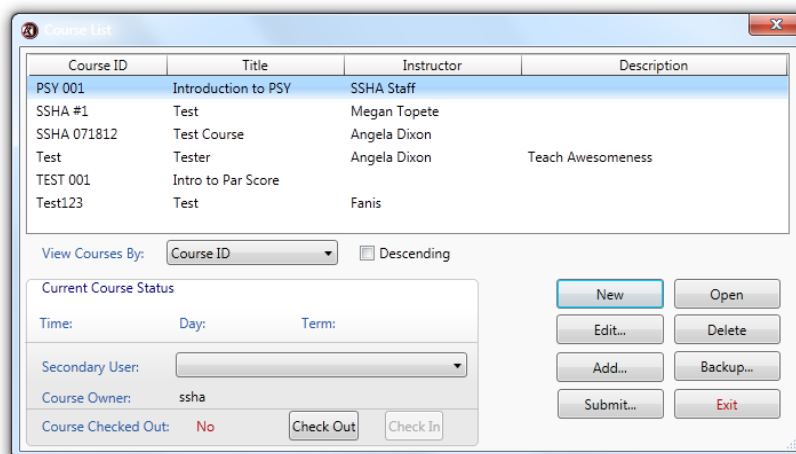 Course List
Course ID Title Instructor Description
PSY 001 Introduction to PSY SSHA Staff
SSHA #1 Test Megan Topete
SSHA 071812 Test Course Angela Dixon
Test Tester Angela Dixon Teach Awesomeness
TEST 001 Intro to Par Score
Test123 Test Fanis
View Courses By: Course ID Descending
Current Course Status
Time: Day: Term:
Secondary User:
Course Owner: ssha
Course Checked Out: No Check Out Check In
New Open
Edit... Delete
Add... Backup...
Submit... Exit